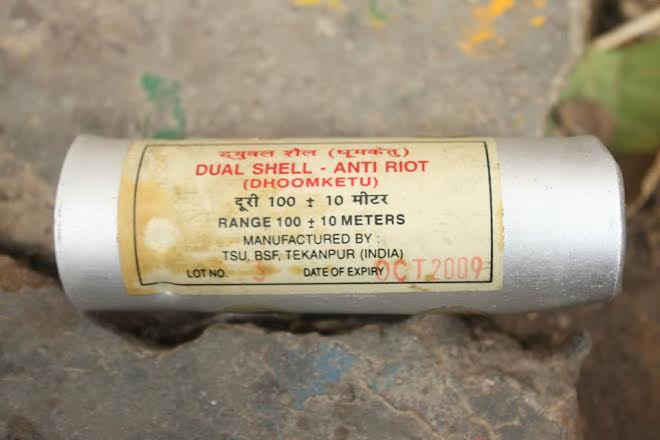 ड्युवल शैल (धूमकेतु)
DUAL SHELL - ANTI RIOT
(DHOOMKETU)
दूरी 100 ± 10 मीटर
RANGE 100 ± 10 METERS
MANUFACTURED BY :
TSU, BSF, TEKANPUR (INDIA)
LOT NO. DATE OF EXPIRY OCT 2009